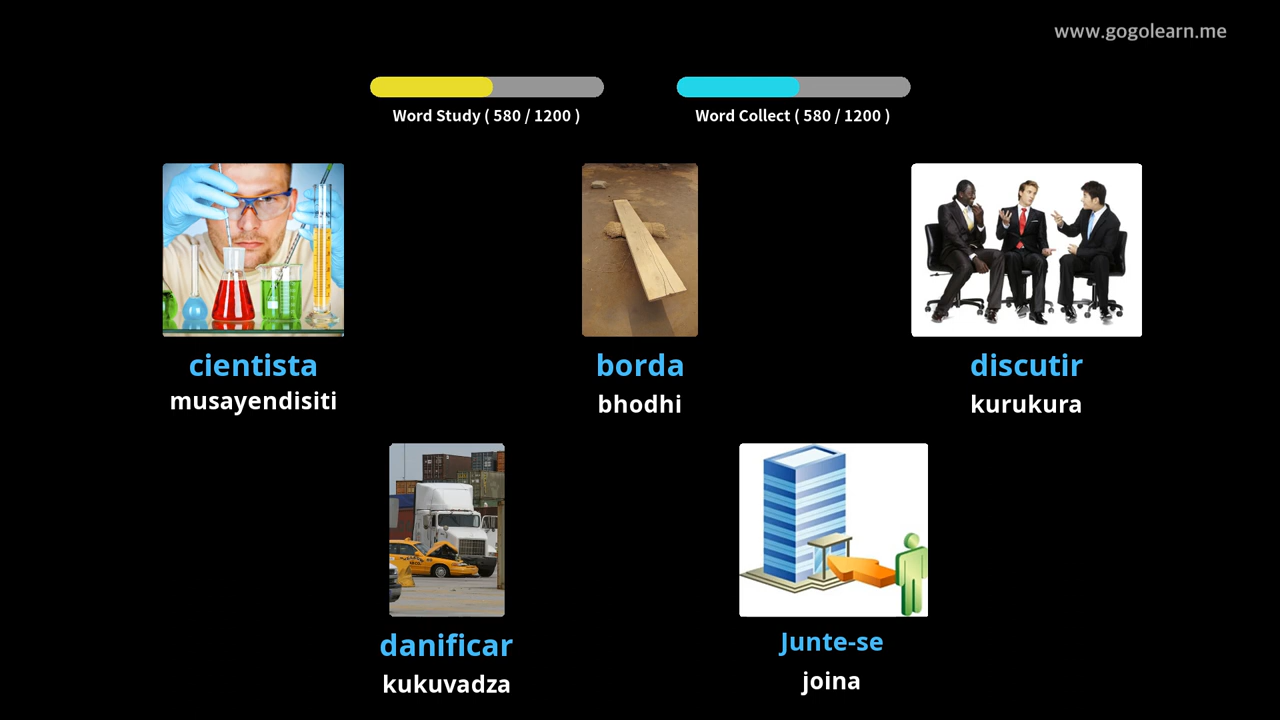 www.gogolearn.me
Word Study ( 580 / 1200 )
Word Collect ( 580 / 1200 )
cientista
musayendisiti
borda
bhodhi
discutir
kurukura
danificar
kukuvadza
Junte-se
joina